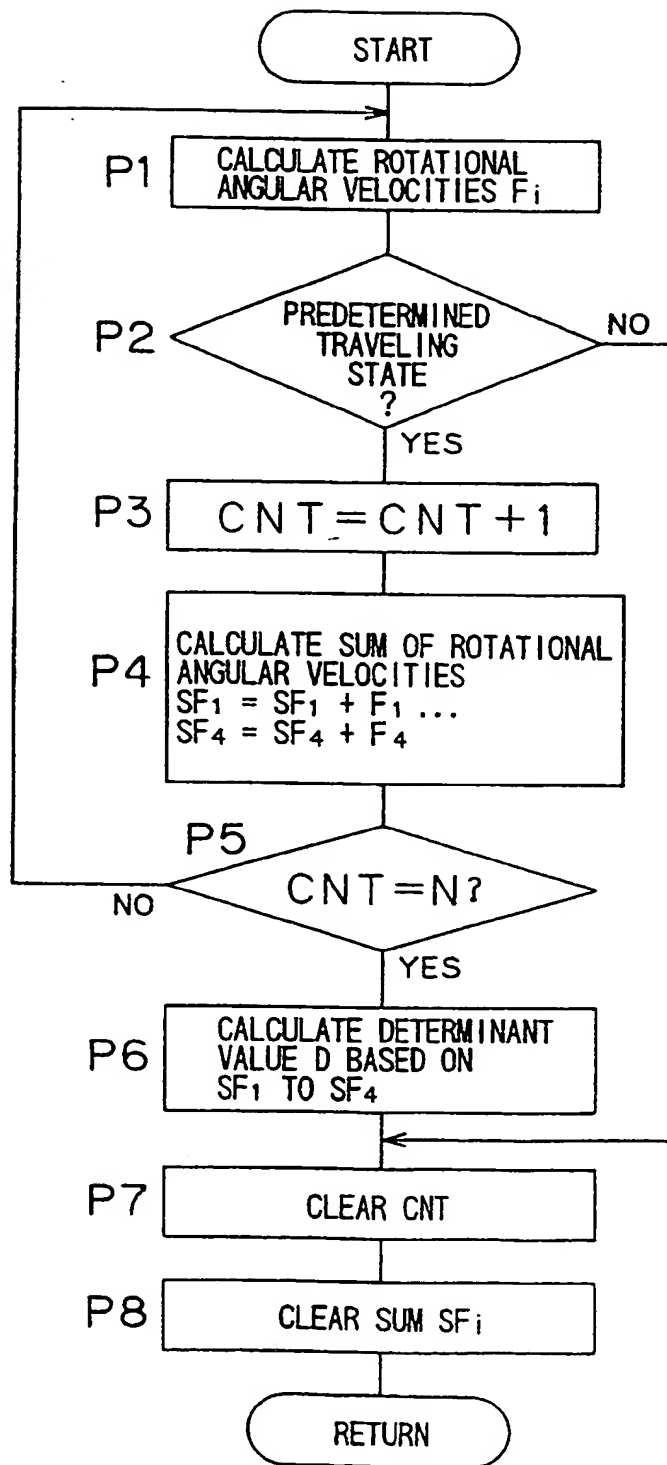 START
P1
CALCULATE ROTATIONAL
ANGULAR VELOCITIES Fi
P2
PREDETERMINED
TRAVELING
STATE
?
NO
YES
P3
CNT=CNT+1
P4
CALCULATE SUM OF ROTATIONAL
ANGULAR VELOCITIES
SF1 = SF1 + F1 ...
SF4 = SF4 + F4
P5
CNT=N?
NO
YES
P6
CALCULATE DETERMINANT
VALUE D BASED ON
SF1 TO SF4
P7
CLEAR CNT
P8
CLEAR SUM SFi
RETURN